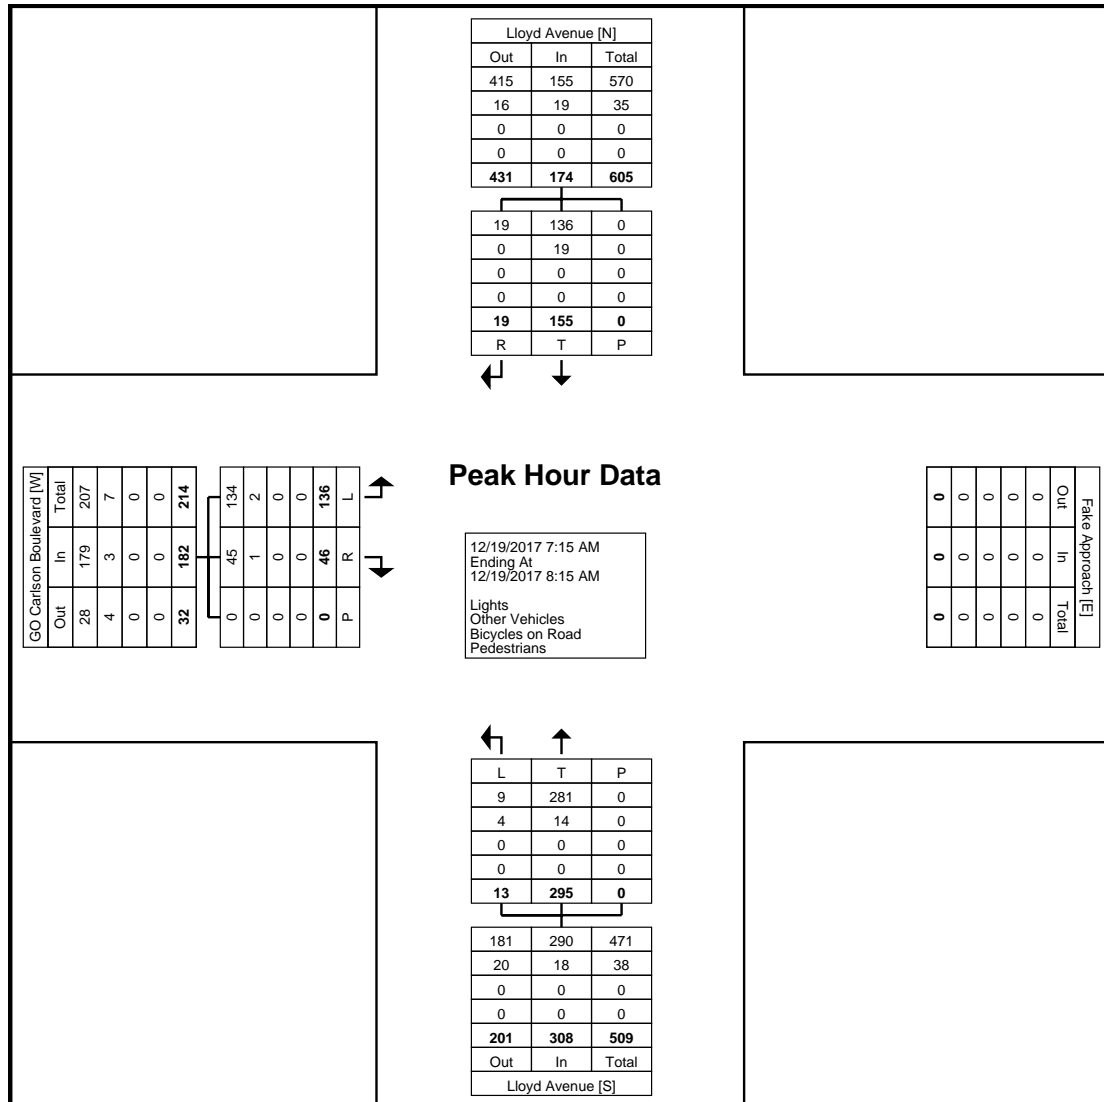 Lloyd Avenue [N]
Out In Total
415 155 570
16 19 35
0 0 0
0 0 0
431 174 605
19 136 0
0 19 0
0 0 0
0 0 0
19 155 0
R T P
GO Carlson Boulevard [W]
Out In Total
28 179 207
4 3 7
0 0 0
0 0 0
32 182 214
0 45 134
0 1 2
0 0 0
0 0 0
0 46 136
P R L
Peak Hour Data
12/19/2017 7:15 AM
Ending At
12/19/2017 8:15 AM
Lights
Other Vehicles
Bicycles on Road
Pedestrians
Fake Approach [E]
Out In Total
0 0 0
0 0 0
0 0 0
0 0 0
0 0 0
L T P
9 281 0
4 14 0
0 0 0
0 0 0
13 295 0
181 290 471
20 18 38
0 0 0
0 0 0
201 308 509
Out In Total
Lloyd Avenue [S]